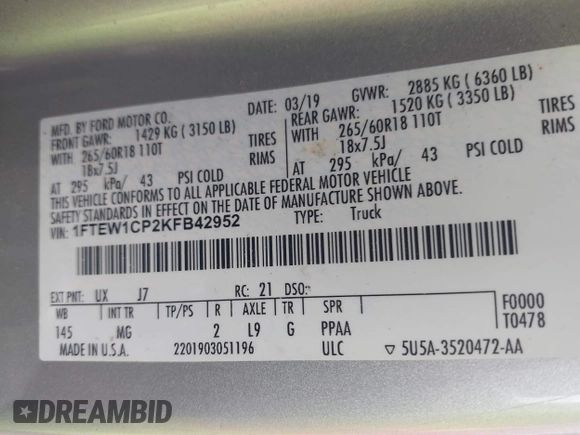 MFD. BY FORD MOTOR CO.
DATE: 03/19 GVWR: 2885 KG ( 6360 LB)
FRONT GAWR: 1429 KG ( 3150 LB)
REAR GAWR: 1520 KG ( 3350 LB)
WITH 265/60R18 110T TIRES
WITH 265/60R18 110T TIRES
18x7.5J RIMS
18x7.5J RIMS
AT 295 kPa/ 43 PSI COLD
AT 295 kPa/ 43 PSI COLD
THIS VEHICLE CONFORMS TO ALL APPLICABLE FEDERAL MOTOR VEHICLE
SAFETY STANDARDS IN EFFECT ON THE DATE OF MANUFACTURE SHOWN ABOVE.
VIN: 1FTEW1CP2KFB42952
TYPE: Truck
EXT PNT: UX J7 RC: 21 DSO:
WB INT TR TP/PS R AXLE TR SPR
F0000
T0478
145 MG 2 L9 G PPAA
MADE IN U.S.A. 2201903051196 ULC 5U5A-3520472-AA
DREAMBID